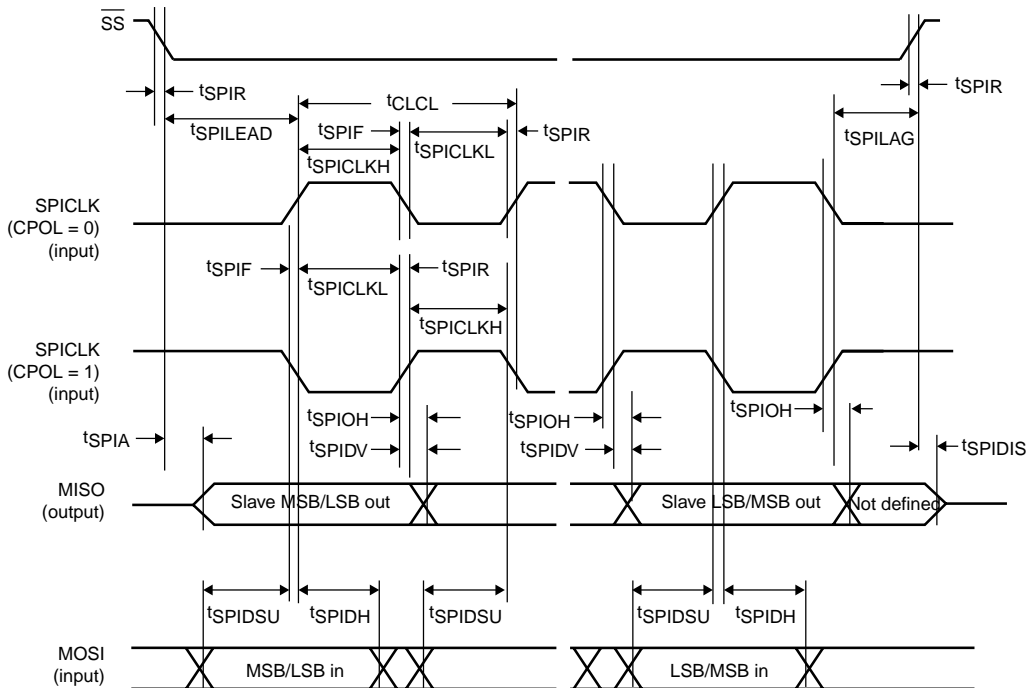 SS
tSPIR
tCLCL
tSPIR
tSPILEAD
tSPIF
tSPICLKL
tSPIR
tSPILAG
tSPICLKH
SPICLK
(CPOL = 0)
(input)
tSPIF
tSPICLKL
tSPIR
tSPICLKH
SPICLK
(CPOL = 1)
(input)
tSPIOH
tSPIOH
tSPIOH
tSPIA
tSPIDV
tSPIDV
tSPIDIS
MISO
(output)
Slave MSB/LSB out
Slave LSB/MSB out
Not defined
tSPIDSU
tSPIDH
tSPIDSU
tSPIDSU
tSPIDH
MOSI
(input)
MSB/LSB in
LSB/MSB in